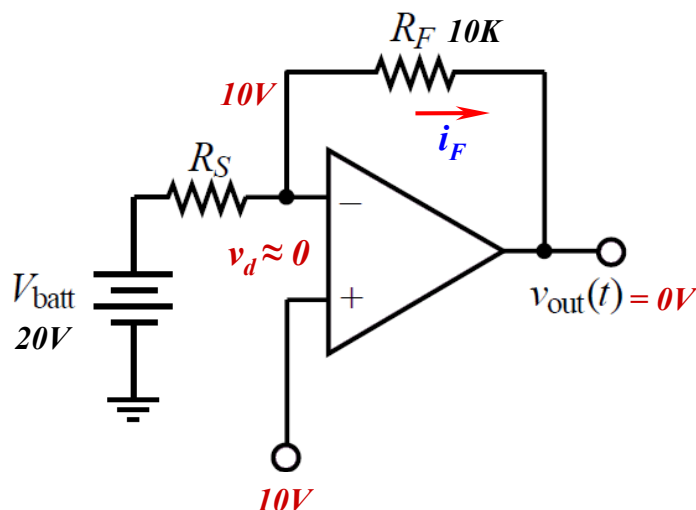 R_F 10K
10V
i_F
R_S
−
v_d ≈ 0
V_batt
20V
+
v_out(t) = 0V
10V